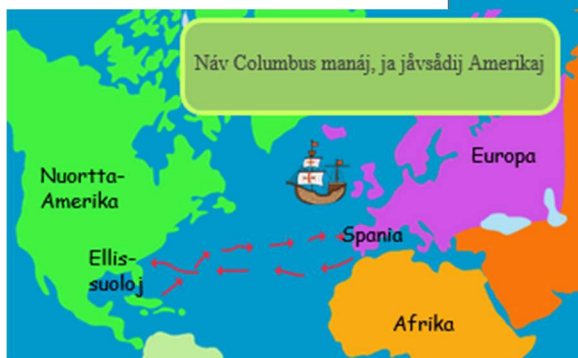 Náv Columbus manáj, ja jåvsådij Amerikaj
Europa
Nuortta-
Amerika
Spania
Ellis-
suoloj
Afrika